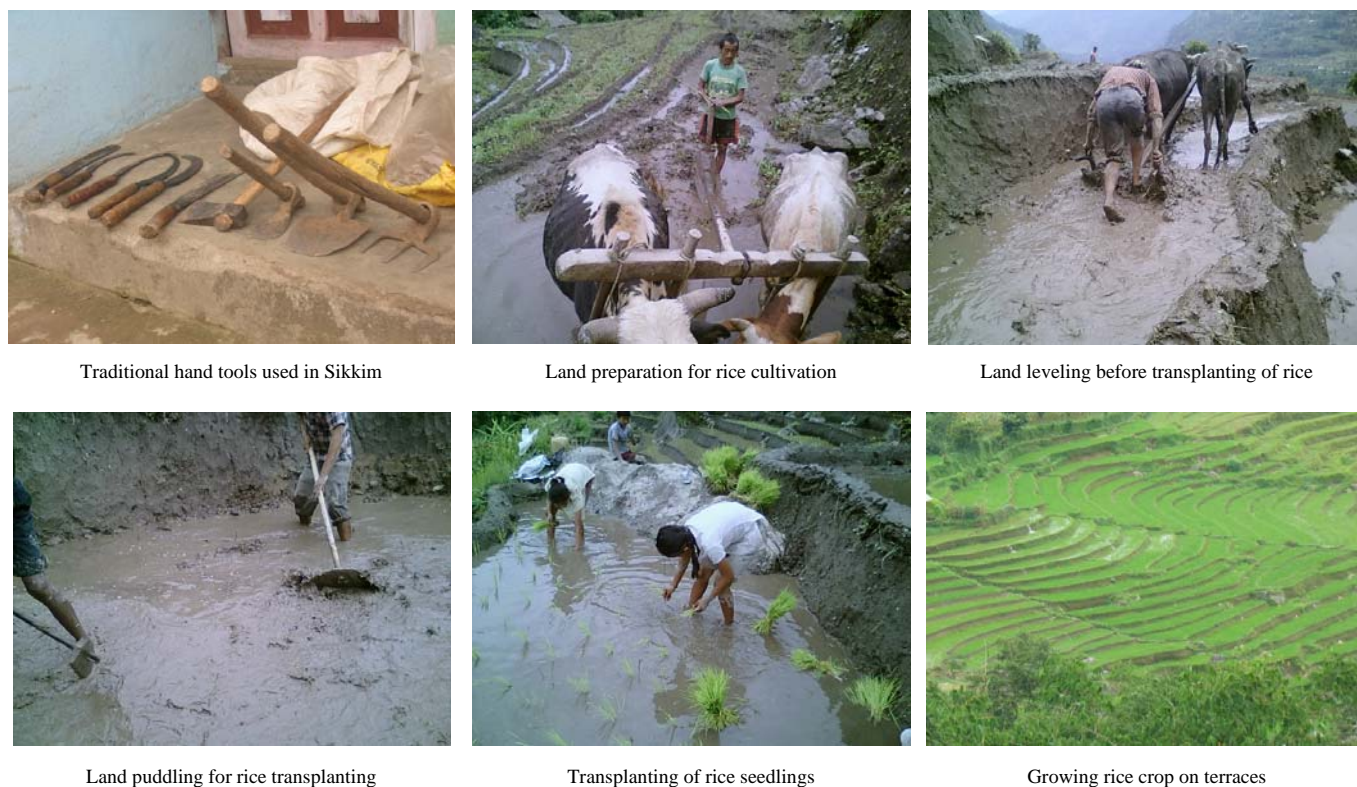 Traditional hand tools used in Sikkim
Land preparation for rice cultivation
Land leveling before transplanting of rice
Land puddling for rice transplanting
Transplanting of rice seedlings
Growing rice crop on terraces